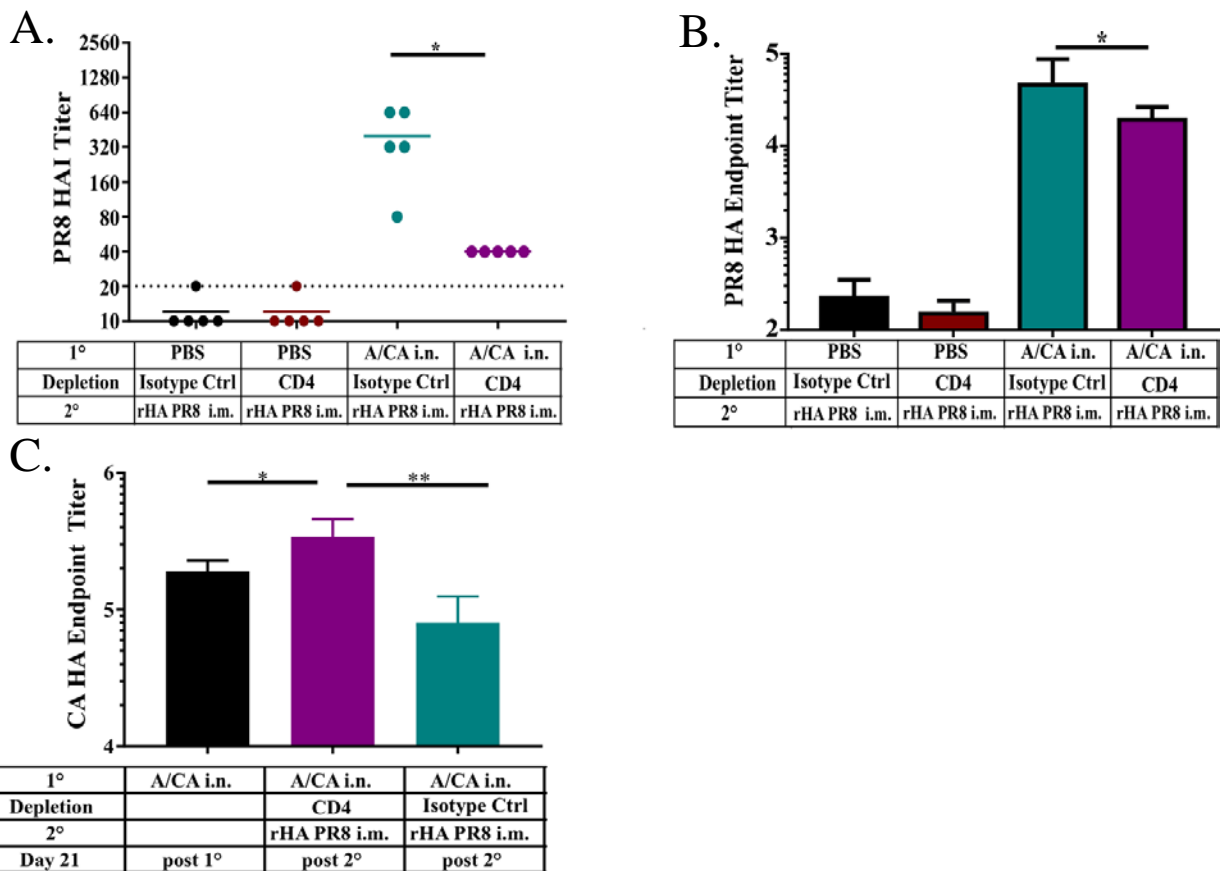 A.
PR8 HAI Titer
2560
1280
640
320
160
80
40
20
10
*
1° PBS PBS A/CA i.n. A/CA i.n.
Depletion Isotype Ctrl CD4 Isotype Ctrl CD4
2° rHA PR8 i.m. rHA PR8 i.m. rHA PR8 i.m. rHA PR8 i.m.
B.
PR8 HA Endpoint Titer
5
4
3
2
*
1° PBS PBS A/CA i.n. A/CA i.n.
Depletion Isotype Ctrl CD4 Isotype Ctrl CD4
2° rHA PR8 i.m. rHA PR8 i.m. rHA PR8 i.m. rHA PR8 i.m.
C.
CA HA Endpoint Titer
6
5
4
* **
1° A/CA i.n. A/CA i.n. A/CA i.n.
Depletion CD4 Isotype Ctrl
2° rHA PR8 i.m. rHA PR8 i.m.
Day 21 post 1° post 2° post 2°